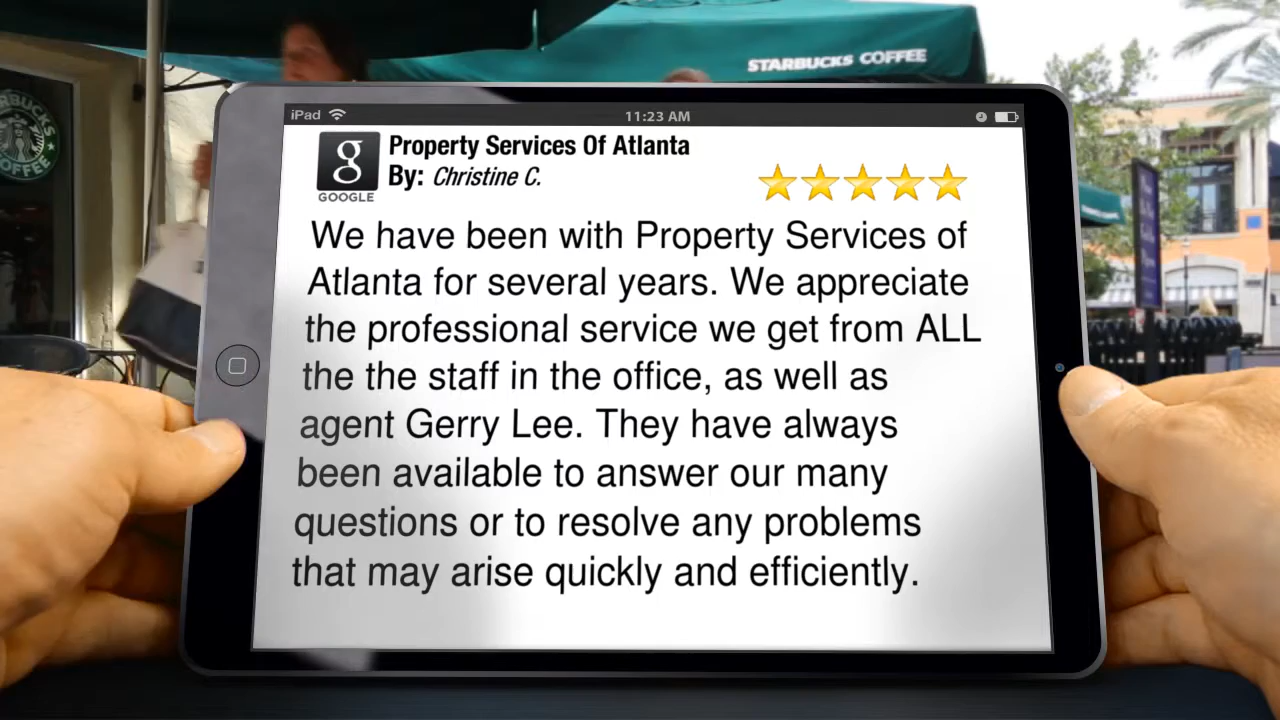 STARBUCKS COFFEE
iPad 11:23 AM
g
GOOGLE
Property Services Of Atlanta
By: Christine C.
We have been with Property Services of
Atlanta for several years. We appreciate
the professional service we get from ALL
the the staff in the office, as well as
agent Gerry Lee. They have always
been available to answer our many
questions or to resolve any problems
that may arise quickly and efficiently.